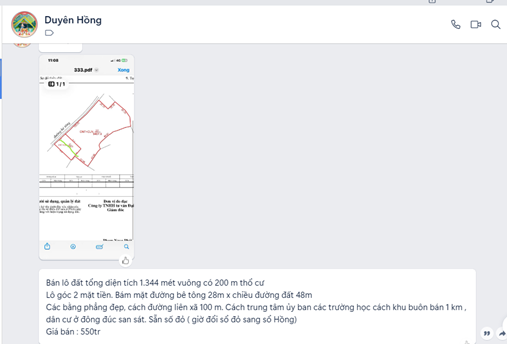 Duyên Hồng
11:05
333.pdf
Xong
1/1
Bán lô đất tổng diện tích 1.344 mét vuông có 200 m thổ cư
Lô góc 2 mặt tiền. Bám mặt đường bê tông 28m x chiều đường đất 48m
Các bằng phẳng đẹp, cách đường liên xã 100 m. Cách trung tâm ủy ban các trường học cách khu buôn bán 1 km ,
dân cư ở đông đúc san sát. Sẵn số đỏ ( giờ đổi sổ đỏ sang sổ Hồng)
Giá bán : 550tr